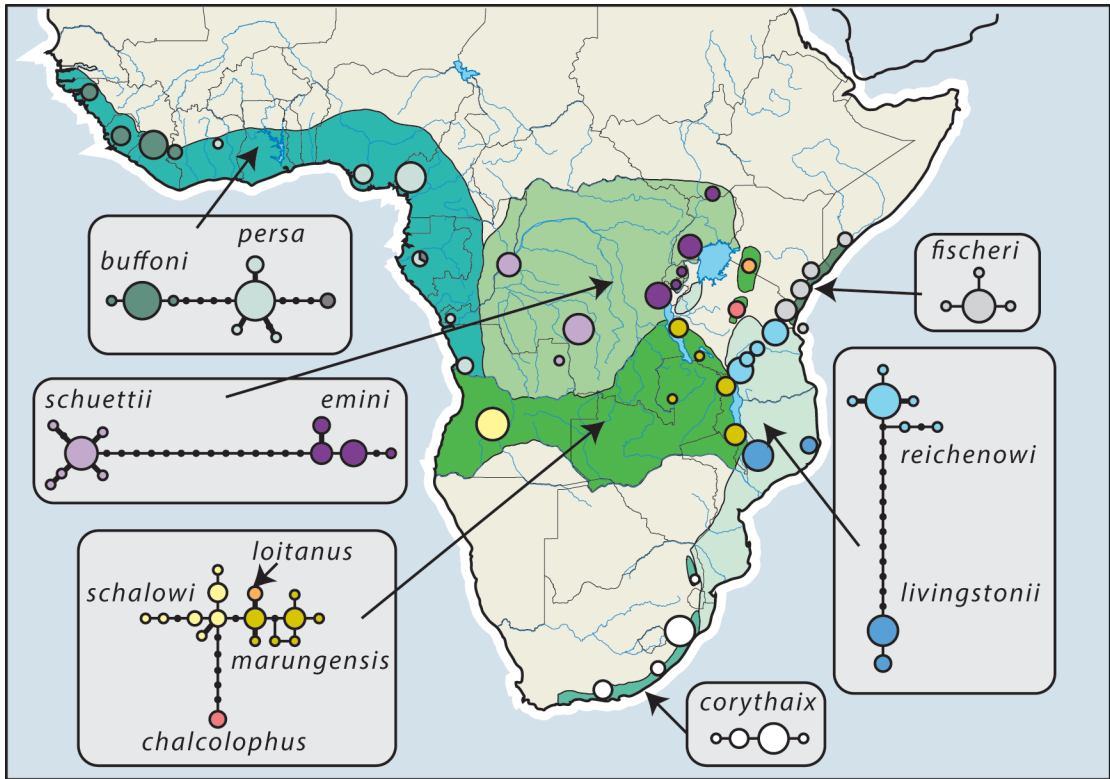 persa
buffoni
fischeri
schuettii
emini
reichenowi
livingstonii
loitanus
schalowi
marungensis
chalcolophus
corythaix